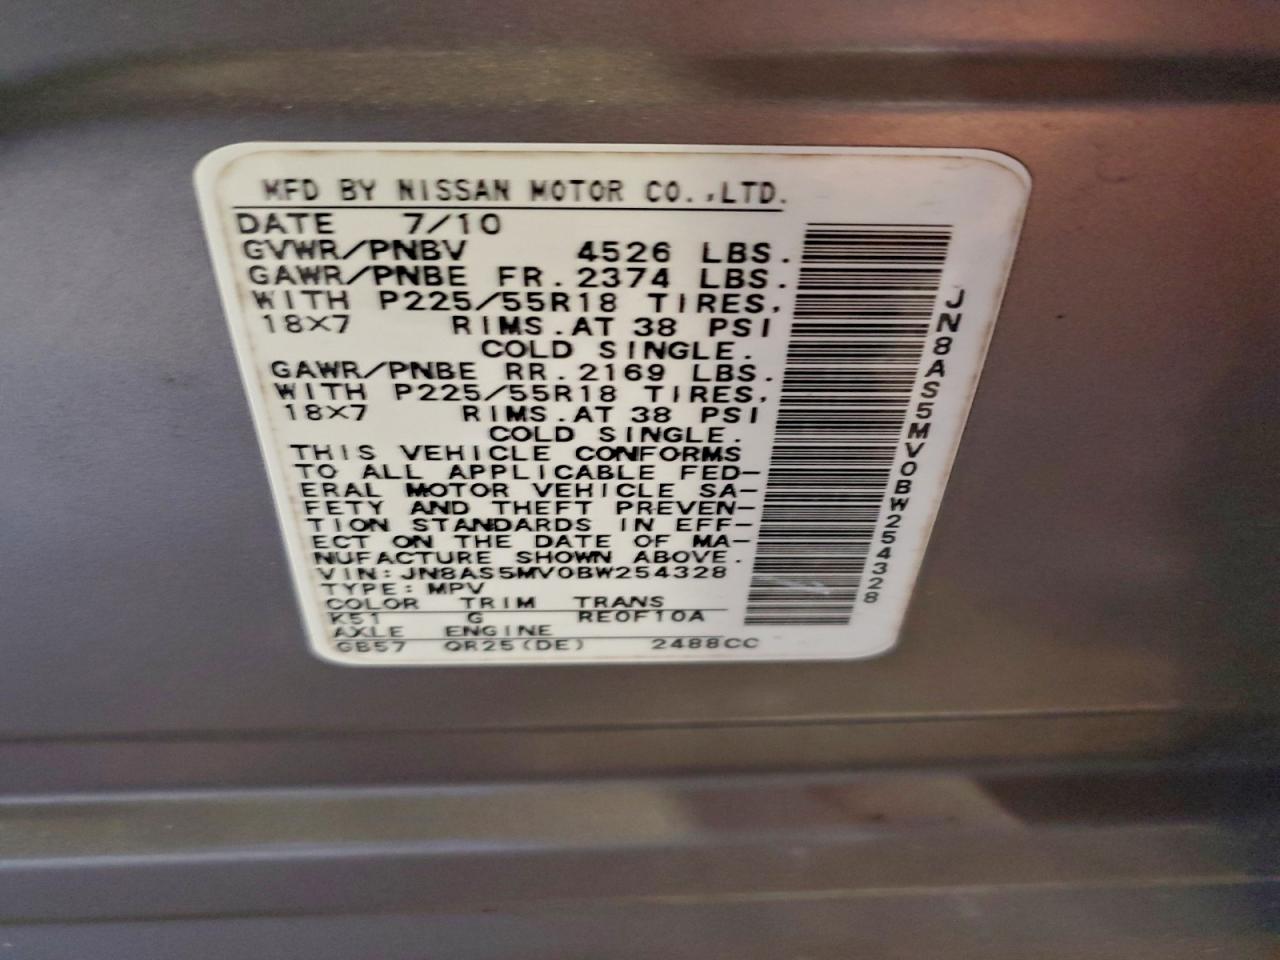 MFD BY NISSAN MOTOR CO.,LTD.
DATE 7/10
GVWR/PNBV 4526 LBS.
GAWR/PNBE FR. 2374 LBS.
WITH P225/55R18 TIRES,
18X7 RIMS. AT 38 PSI
COLD SINGLE.
GAWR/PNBE RR. 2169 LBS.
WITH P225/55R18 TIRES,
18X7 RIMS. AT 38 PSI
COLD SINGLE.
THIS VEHICLE CONFORMS
TO ALL APPLICABLE FED-
ERAL MOTOR VEHICLE SA-
FETY AND THEFT PREVEN-
TION STANDARDS IN EFF-
ECT ON THE DATE OF MA-
NUFACTURE SHOWN ABOVE.
VIN: JN8AS5MV0BW254328
TYPE: MPV
COLOR TRIM TRANS
K51 G RE0F10A
AXLE ENGINE
GB57 QR25(DE) 2488CC
JN8AS5MV0BW254328